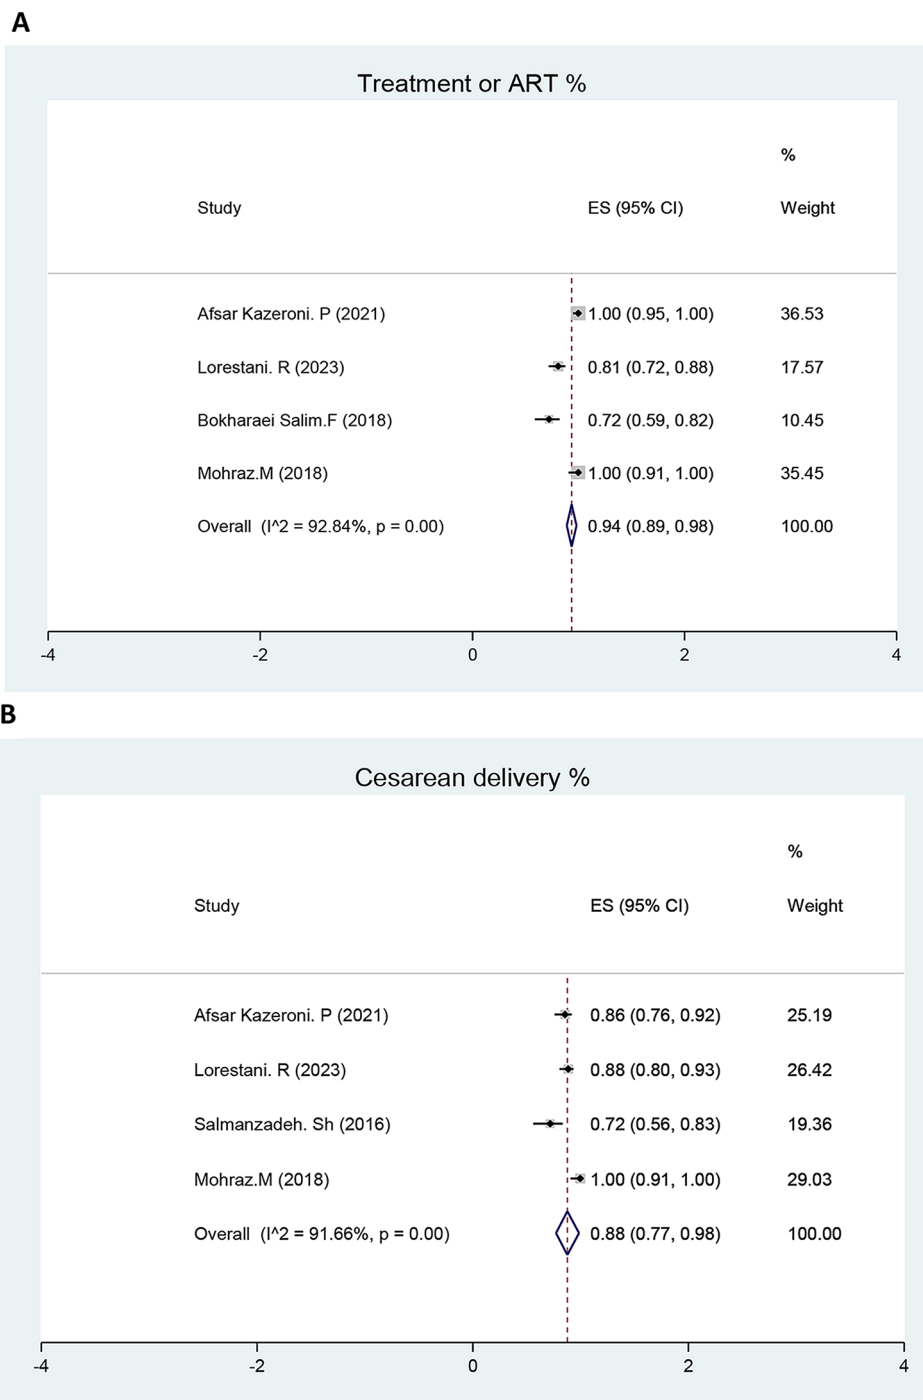 A
Treatment or ART %
%
Study ES (95% CI) Weight
Afsar Kazeroni. P (2021) 1.00 (0.95, 1.00) 36.53
Lorestani. R (2023) 0.81 (0.72, 0.88) 17.57
Bokharaei Salim.F (2018) 0.72 (0.59, 0.82) 10.45
Mohraz.M (2018) 1.00 (0.91, 1.00) 35.45
Overall (I^2 = 92.84%, p = 0.00) 0.94 (0.89, 0.98) 100.00
-4 -2 0 2 4
B
Cesarean delivery %
%
Study ES (95% CI) Weight
Afsar Kazeroni. P (2021) 0.86 (0.76, 0.92) 25.19
Lorestani. R (2023) 0.88 (0.80, 0.93) 26.42
Salmanzadeh. Sh (2016) 0.72 (0.56, 0.83) 19.36
Mohraz.M (2018) 1.00 (0.91, 1.00) 29.03
Overall (I^2 = 91.66%, p = 0.00) 0.88 (0.77, 0.98) 100.00
-4 -2 0 2 4